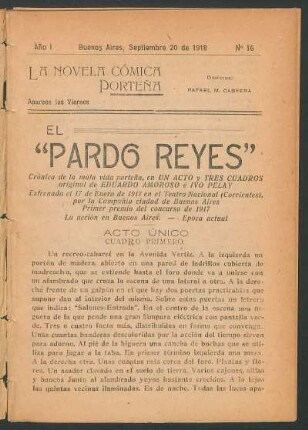 Año I Buenos Aires, Septiembre 20 de 1918 Nº 16
LA NOVELA CÓMICA
PORTEÑA
Director:
RAFAEL M. CABRERA
Aparece los Viernes
EL
"PARDO REYES"
Crónica de la mala vida porteña, en UN ACTO y TRES CUADROS
original de EDUARDO AMOROSO é IVO PELAY
Estrenado el 17 de Enero de 1917 en el Teatro Nacional (Corrientes),
por la Compañía ciudad de Buenos Aires
Primer premio del concurso de 1917
La acción en Buenos Aires. — Epoca actual
ACTO ÚNICO
CUADRO PRIMERO
Un recreo-cabaret en la Avenida Vertiz. A la izquierda un
portón de madera, abierto en una pared de ladrillos cubierta de
madreselva, que se extiende hasta el foro donde va a unirse con
un alambrado que cruza la escena de una lateral a otra. A la dere-
cha frente de un galpón en el que hay dos puertas practicables que
supone dan al interior del mismo. Sobre estas puertas un letrero
que indica: "Salones-Entrada". En el centro de la escena una mues-
tra de la que pende una gran lámpara eléctrica con pantalla ver-
de. Tres o cuatro focos más, distribuídos en forma que convenga.
Unas cuantas banderas descoloridas por la acción del tiempo sirven
para adorno. Al pié de la higuera una cancha de bochas que se uti-
liza para jugar a la taba. En primer término izquierda una mesa.
A la derecha otra. Unas cuantas más cerca del foro. Plantas y flo-
res. Un asador clavado en el suelo de tierra. Varios cajones, sillas
y bancos. Junto al alambrado yuyos bastante crecidos. A lo lejos
las quintas vecinas iluminadas. Es de noche. Todas las lámparas apa-